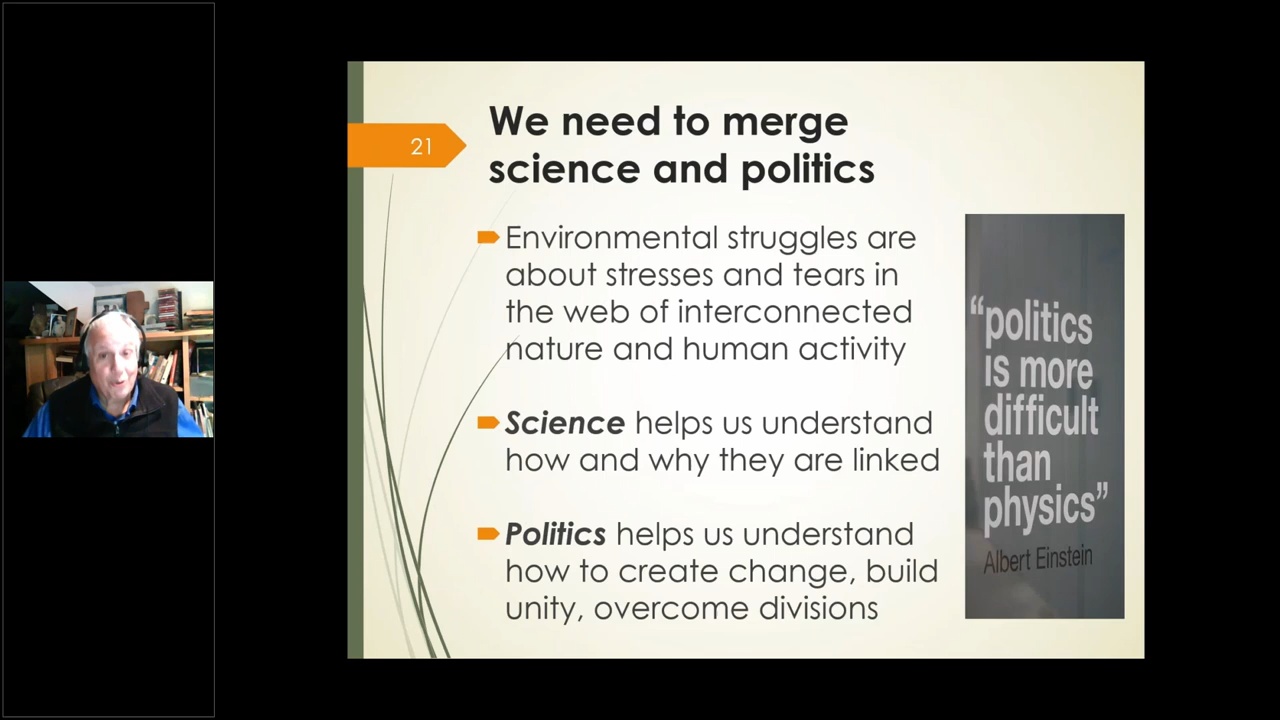 21
We need to merge
science and politics
Environmental struggles are
about stresses and tears in
the web of interconnected
nature and human activity
Science helps us understand
how and why they are linked
Politics helps us understand
how to create change, build
unity, overcome divisions
“politics
is more
difficult
than
physics”
Albert Einstein